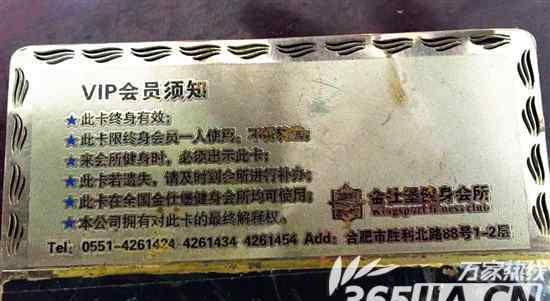 VIP会员须知
★此卡终身有效;
★此卡限终身会员一人使用,
★来会所健身时,必须出示此卡;
★此卡若遗失,请及时到会所进行补办;
★此卡在全国金仕堡健身会所均可使用;
★本公司拥有对此卡的最终解释权。
金仕堡健身会所
Kingsport fitness club
Tel: 0551-4261424 4261434 4261454 Add: 合肥市胜利北路88号1-2层
万家热线
365JIA.CN